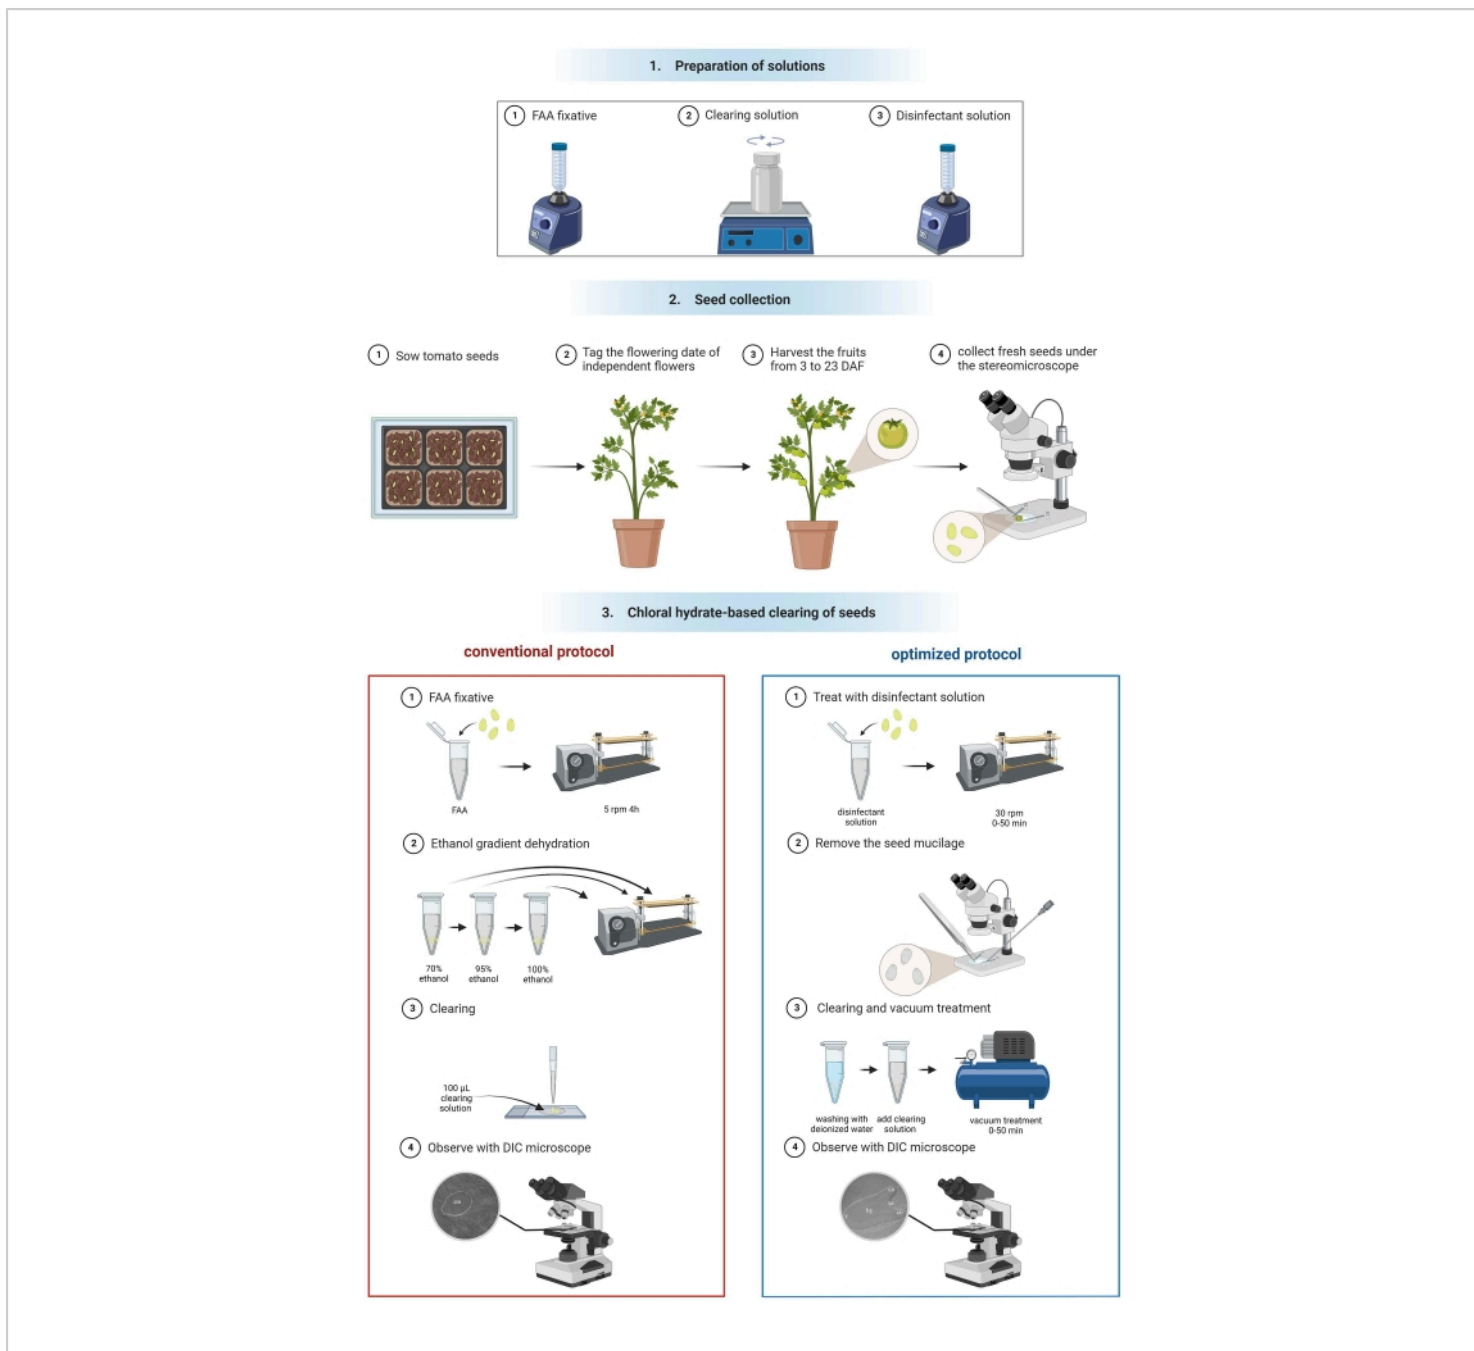 1. Preparation of solutions
1 FAA fixative
2 Clearing solution
3 Disinfectant solution
2. Seed collection
1 Sow tomato seeds
2 Tag the flowering date of
independent flowers
3 Harvest the fruits
from 3 to 23 DAF
4 collect fresh seeds under
the stereomicroscope
3. Chloral hydrate-based clearing of seeds
conventional protocol
1 FAA fixative
FAA
5 rpm 4h
2 Ethanol gradient dehydration
70%
ethanol
95%
ethanol
100%
ethanol
3 Clearing
100 µL
clearing
solution
4 Observe with DIC microscope
optimized protocol
1 Treat with disinfectant solution
disinfectant
solution
30 rpm
0-50 min
2 Remove the seed mucilage
3 Clearing and vacuum treatment
washing with
deionized water
add clearing
solution
vacuum treatment
0-50 min
4 Observe with DIC microscope